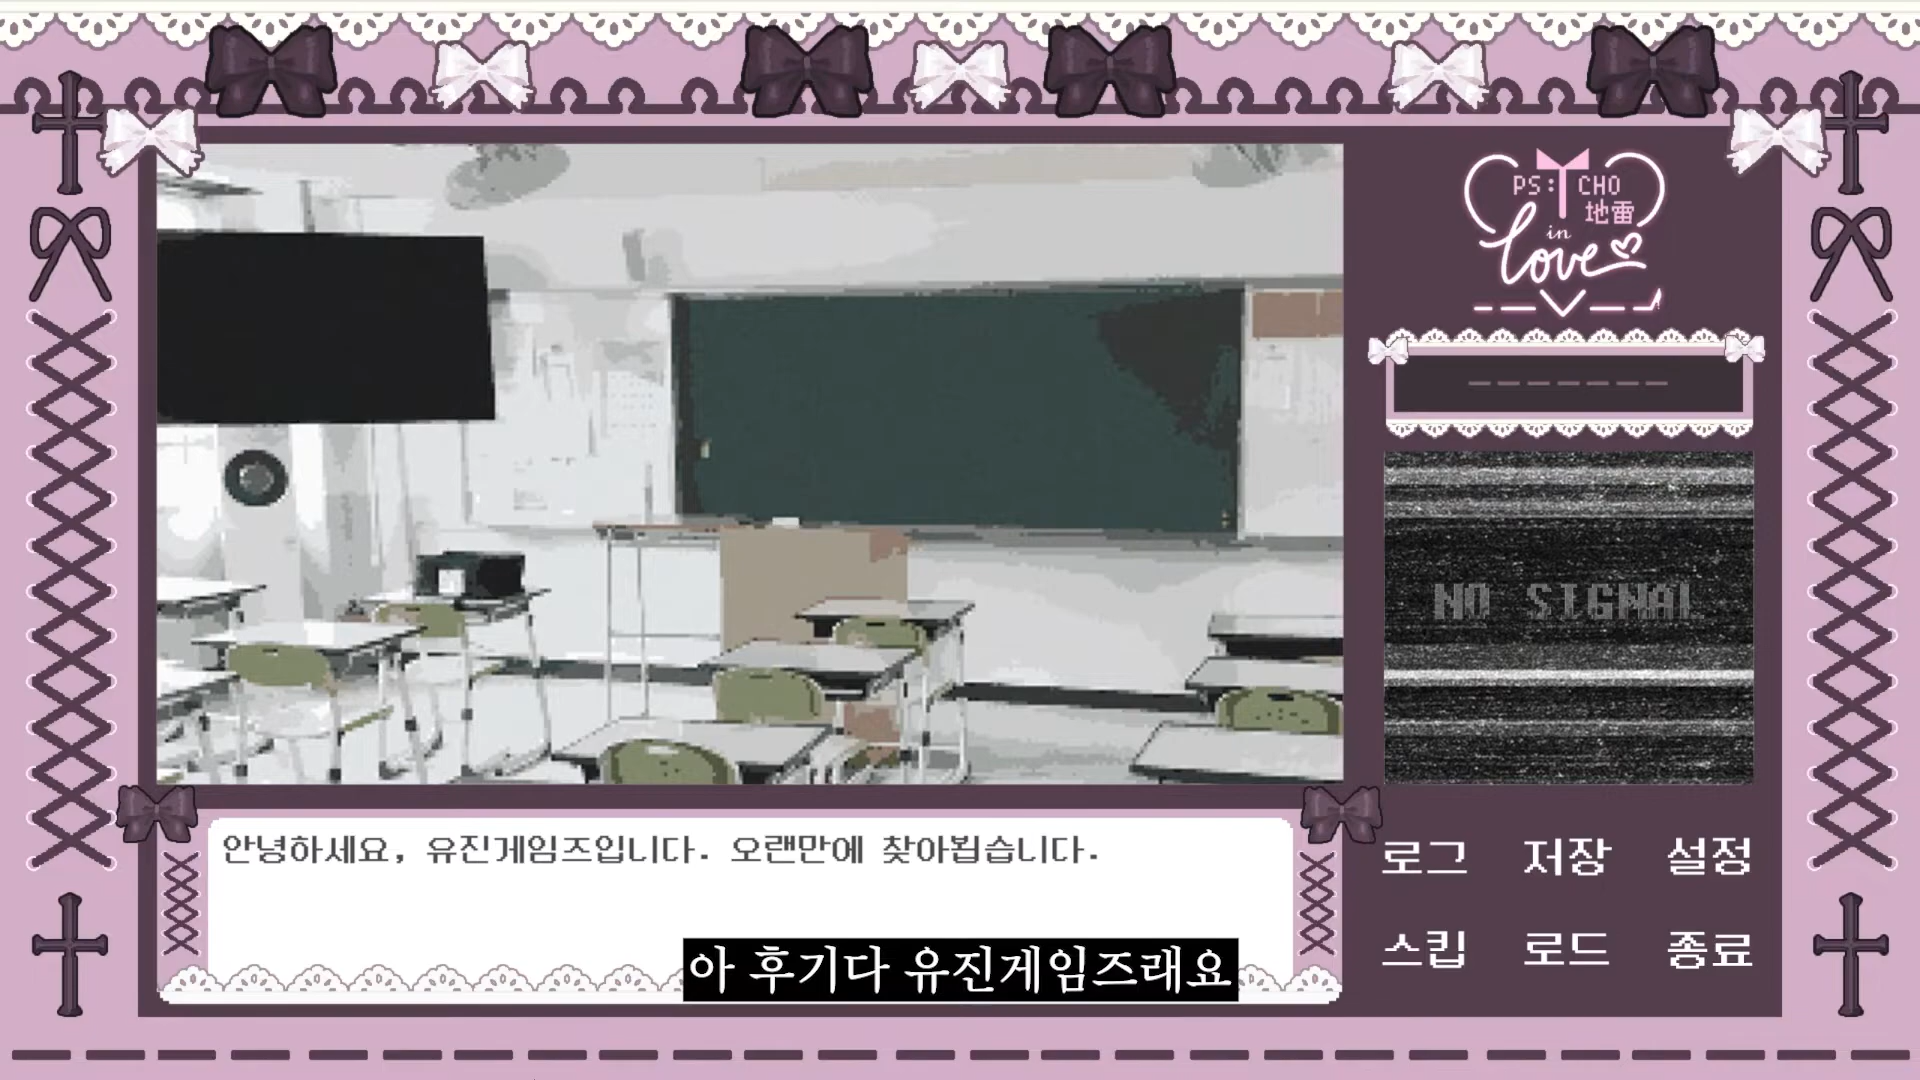 PS:Y CHO
地雷
in
love
NO SIGNAL
안녕하세요, 유진게임즈입니다. 오랜만에 찾아뵙습니다.
아 후기다 유진게임즈래요
로그 저장 설정
스킵 로드 종료